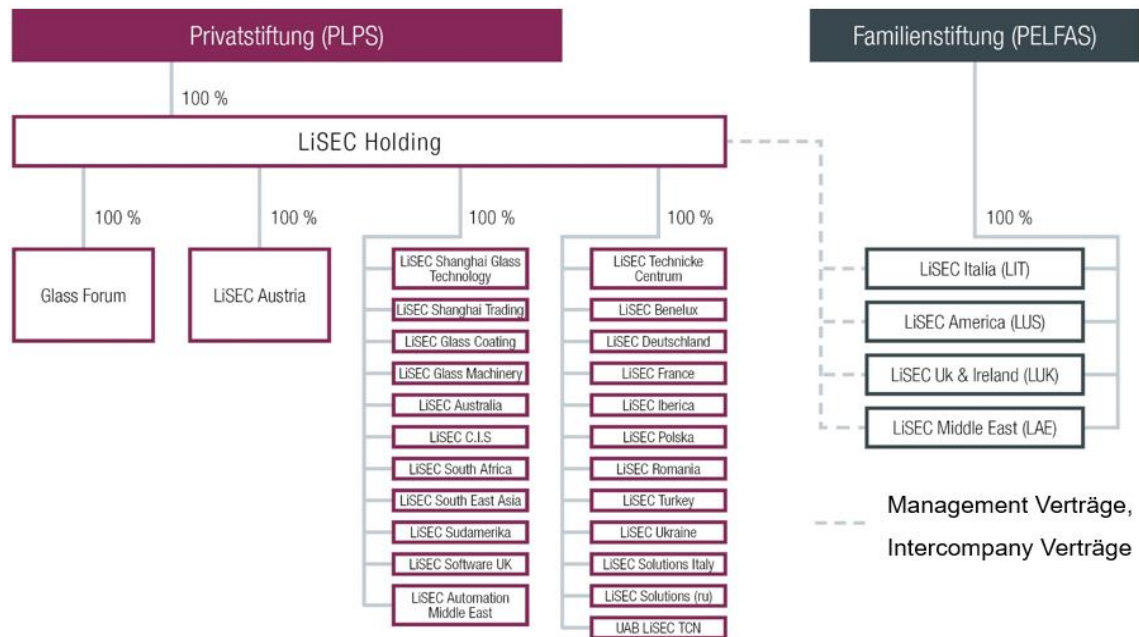 Privatstiftung (PLPS)
Familienstiftung (PELFAS)
100 %
LiSEC Holding
100 %
100 %
100 %
100 %
100 %
Glass Forum
LiSEC Austria
LiSEC Shanghai Glass
Technology
LiSEC Shanghai Trading
LiSEC Glass Coating
LiSEC Glass Machinery
LiSEC Australia
LiSEC C.I.S
LiSEC South Africa
LiSEC South East Asia
LiSEC Sudamerika
LiSEC Software UK
LiSEC Automation
Middle East
LiSEC Technicke
Centrum
LiSEC Benelux
LiSEC Deutschland
LiSEC France
LiSEC Iberica
LiSEC Polska
LiSEC Romania
LiSEC Turkey
LiSEC Ukraine
LiSEC Solutions Italy
LiSEC Solutions (ru)
UAB LiSEC TCN
LiSEC Italia (LIT)
LiSEC America (LUS)
LiSEC Uk & Ireland (LUK)
LiSEC Middle East (LAE)
Management Verträge,
Intercompany Verträge